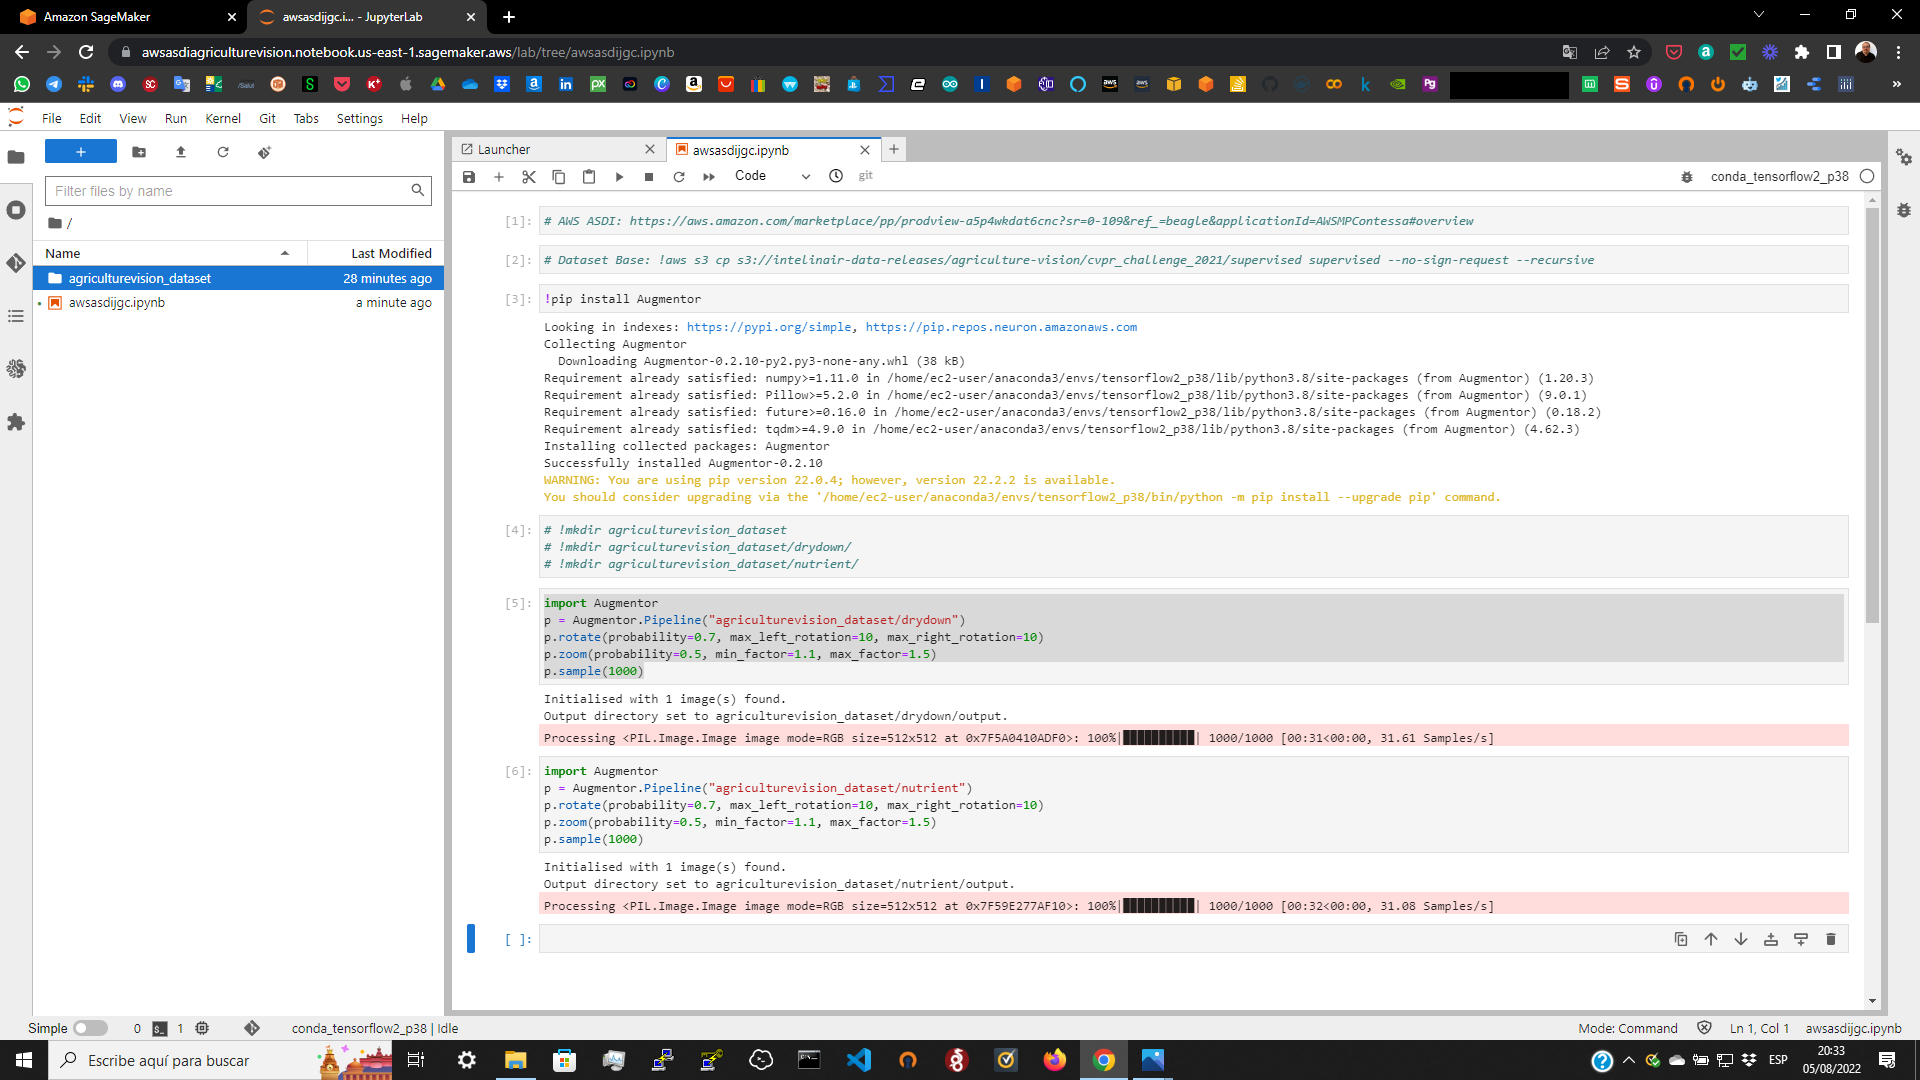 Amazon SageMaker
awsasdijgc.i... - JupyterLab
awsasdiagriculturevision.notebook.us-east-1.sagemaker.aws/lab/tree/awsasdijgc.ipynb
File Edit View Run Kernel Git Tabs Settings Help
Filter files by name
/
Name Last Modified
agriculturevision_dataset 28 minutes ago
awsasdijgc.ipynb a minute ago
Launcher
awsasdijgc.ipynb
Code
git
conda_tensorflow2_p38
[1]: # AWS ASDI: https://aws.amazon.com/marketplace/pp/prodview-a5p4wkdat6cnc?sr=0-109&ref_=beagle&applicationId=AWSMPContessa#overview
[2]: # Dataset Base: !aws s3 cp s3://intelinair-data-releases/agriculture-vision/cvpr_challenge_2021/supervised supervised --no-sign-request --recursive
[3]: !pip install Augmentor
Looking in indexes: https://pypi.org/simple, https://pip.repos.neuron.amazonaws.com
Collecting Augmentor
Downloading Augmentor-0.2.10-py2.py3-none-any.whl (38 kB)
Requirement already satisfied: numpy>=1.11.0 in /home/ec2-user/anaconda3/envs/tensorflow2_p38/lib/python3.8/site-packages (from Augmentor) (1.20.3)
Requirement already satisfied: Pillow>=5.2.0 in /home/ec2-user/anaconda3/envs/tensorflow2_p38/lib/python3.8/site-packages (from Augmentor) (9.0.1)
Requirement already satisfied: future>=0.16.0 in /home/ec2-user/anaconda3/envs/tensorflow2_p38/lib/python3.8/site-packages (from Augmentor) (0.18.2)
Requirement already satisfied: tqdm>=4.9.0 in /home/ec2-user/anaconda3/envs/tensorflow2_p38/lib/python3.8/site-packages (from Augmentor) (4.62.3)
Installing collected packages: Augmentor
Successfully installed Augmentor-0.2.10
WARNING: You are using pip version 22.0.4; however, version 22.2.2 is available.
You should consider upgrading via the '/home/ec2-user/anaconda3/envs/tensorflow2_p38/bin/python -m pip install --upgrade pip' command.
[4]: # !mkdir agriculturevision_dataset
# !mkdir agriculturevision_dataset/drydown/
# !mkdir agriculturevision_dataset/nutrient/
[5]: import Augmentor
p = Augmentor.Pipeline("agriculturevision_dataset/drydown")
p.rotate(probability=0.7, max_left_rotation=10, max_right_rotation=10)
p.zoom(probability=0.5, min_factor=1.1, max_factor=1.5)
p.sample(1000)
Initialised with 1 image(s) found.
Output directory set to agriculturevision_dataset/drydown/output.
Processing <PIL.Image.Image image mode=RGB size=512x512 at 0x7F5A0410ADF0>: 100%|██████████| 1000/1000 [00:31<00:00, 31.61 Samples/s]
[6]: import Augmentor
p = Augmentor.Pipeline("agriculturevision_dataset/nutrient")
p.rotate(probability=0.7, max_left_rotation=10, max_right_rotation=10)
p.zoom(probability=0.5, min_factor=1.1, max_factor=1.5)
p.sample(1000)
Initialised with 1 image(s) found.
Output directory set to agriculturevision_dataset/nutrient/output.
Processing <PIL.Image.Image image mode=RGB size=512x512 at 0x7F59E277AF10>: 100%|██████████| 1000/1000 [00:32<00:00, 31.08 Samples/s]
[ ]:
Simple 0 1 conda_tensorflow2_p38 | Idle Mode: Command Ln 1, Col 1 awsasdijgc.ipynb
Escribe aquí para buscar
ESP
20:33
05/08/2022